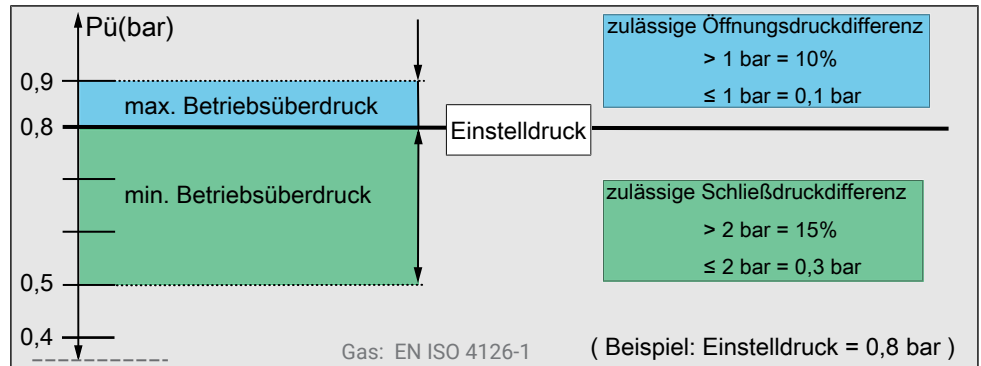 Pü(bar)
0,9
0,8
0,5
0,4
max. Betriebsüberdruck
min. Betriebsüberdruck
Einstelldruck
zulässige Öffnungsdruckdifferenz
> 1 bar = 10%
≤ 1 bar = 0,1 bar
zulässige Schließdruckdifferenz
> 2 bar = 15%
≤ 2 bar = 0,3 bar
Gas: EN ISO 4126-1
( Beispiel: Einstelldruck = 0,8 bar )